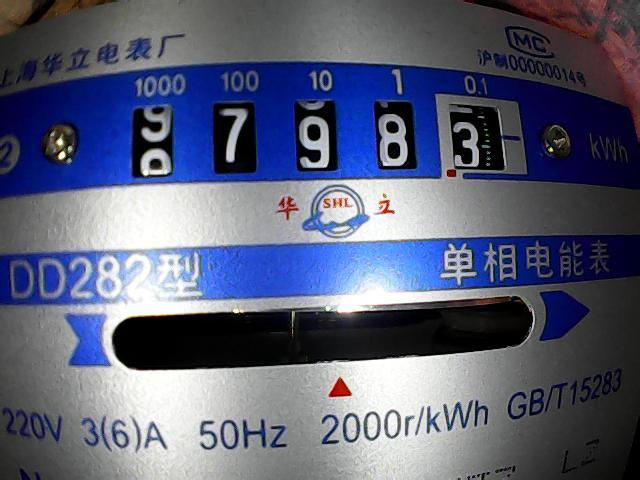 上海华立电表厂
MC
沪制00000014号
1000 100 10 1 0.1
7 9 8 3 kWh
华 SHL 立
DD282型 单相电能表
220V 3(6)A 50Hz 2000r/kWh GB/T15283